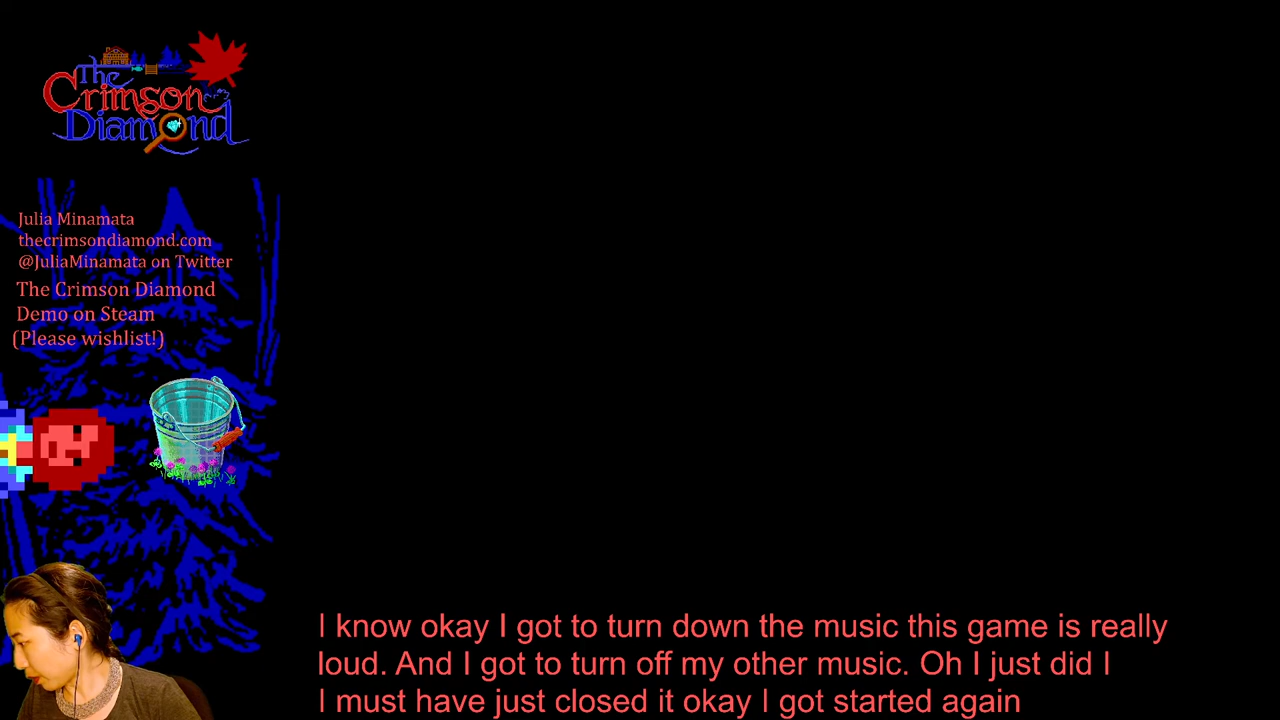 The
Crimson
Diamond
Julia Minamata
thecrimsondiamond.com
@JuliaMinamata on Twitter
The Crimson Diamond
Demo on Steam
(Please wishlist!)
I know okay I got to turn down the music this game is really
loud. And I got to turn off my other music. Oh I just did I
I must have just closed it okay I got started again